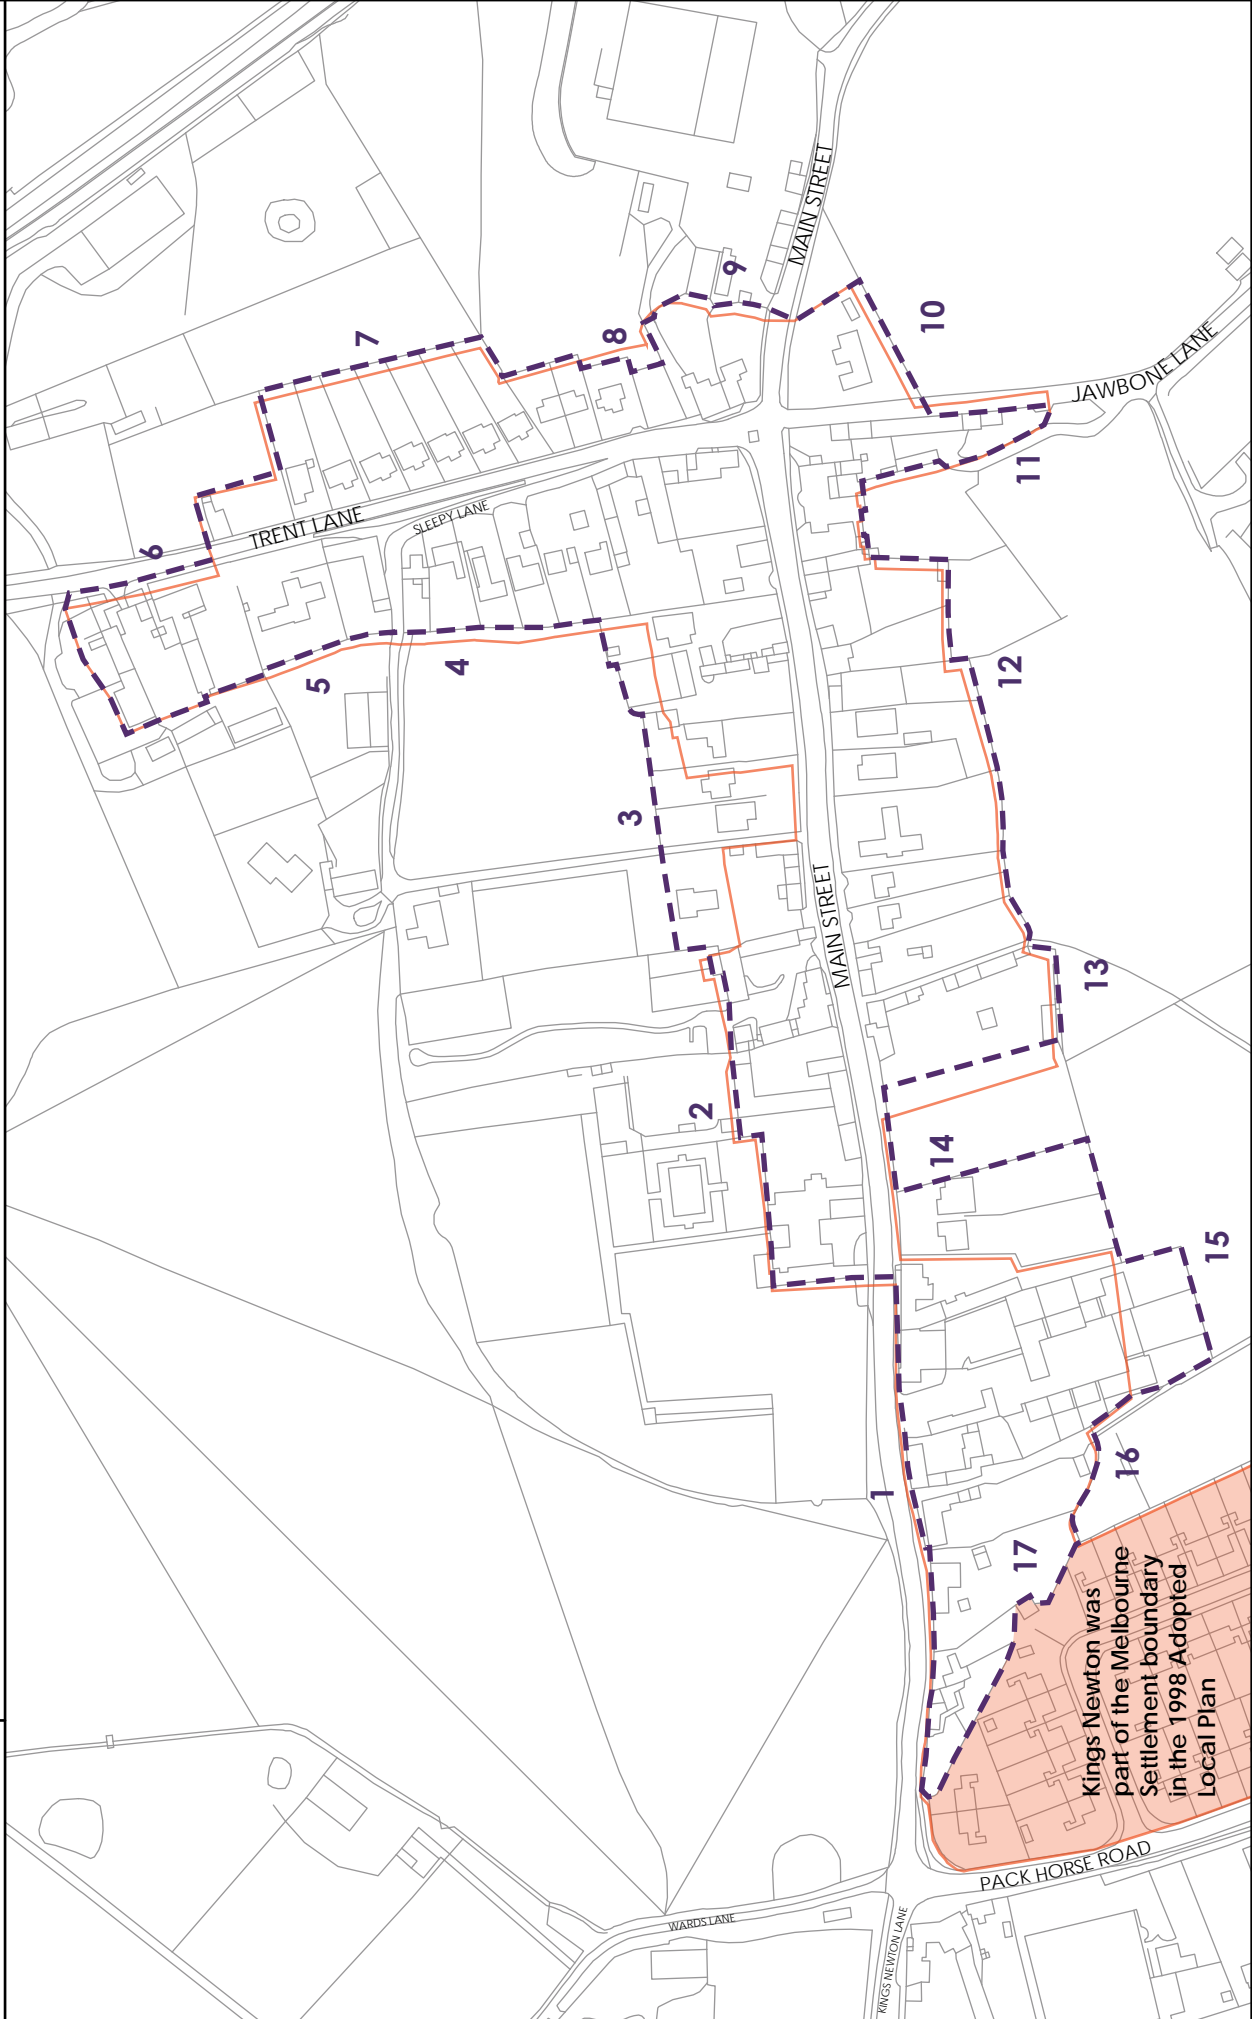 6
TRENT LANE
7
SLEEPY LANE
5
4
8
9
MAIN STREET
10
JAWBONE LANE
11
3
12
MAIN STREET
13
2
14
15
1
16
17
Kings Newton was
part of the Melbourne
Settlement boundary
in the 1998 Adopted
Local Plan
PACK HORSE ROAD
WARDS LANE
KINGS NEWTON LANE